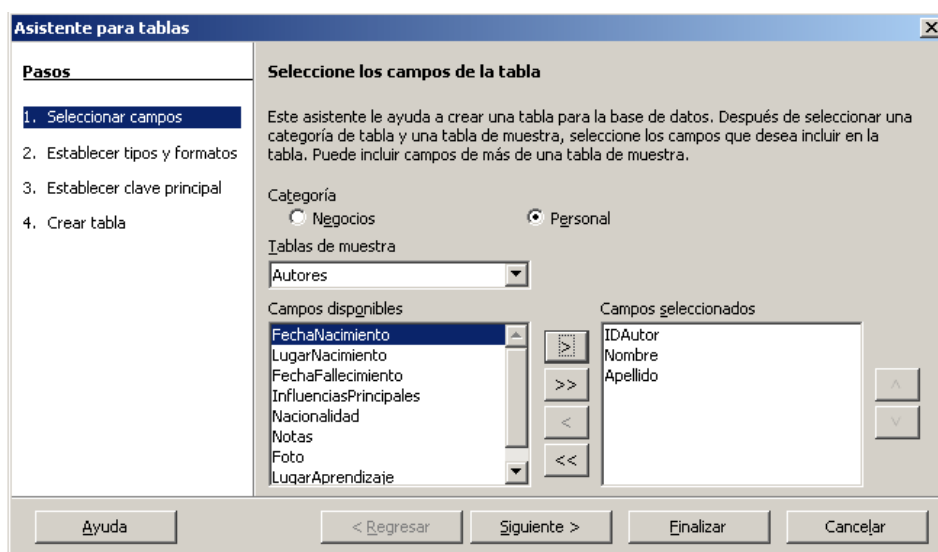 Asistente para tablas
Pasos
1. Seleccionar campos
2. Establecer tipos y formatos
3. Establecer clave principal
4. Crear tabla
Seleccione los campos de la tabla
Este asistente le ayuda a crear una tabla para la base de datos. Después de seleccionar una
categoría de tabla y una tabla de muestra, seleccione los campos que desea incluir en la
tabla. Puede incluir campos de más de una tabla de muestra.
Categoría
Negocios
Personal
Tablas de muestra
Autores
Campos disponibles
FechaNacimiento
LugarNacimiento
FechaFallecimiento
InfluenciasPrincipales
Nacionalidad
Notas
Foto
LugarAprendizaje
>
>>
<
<<
Campos seleccionados
IDAutor
Nombre
Apellido
Ayuda
< Regresar
Siguiente >
Finalizar
Cancelar